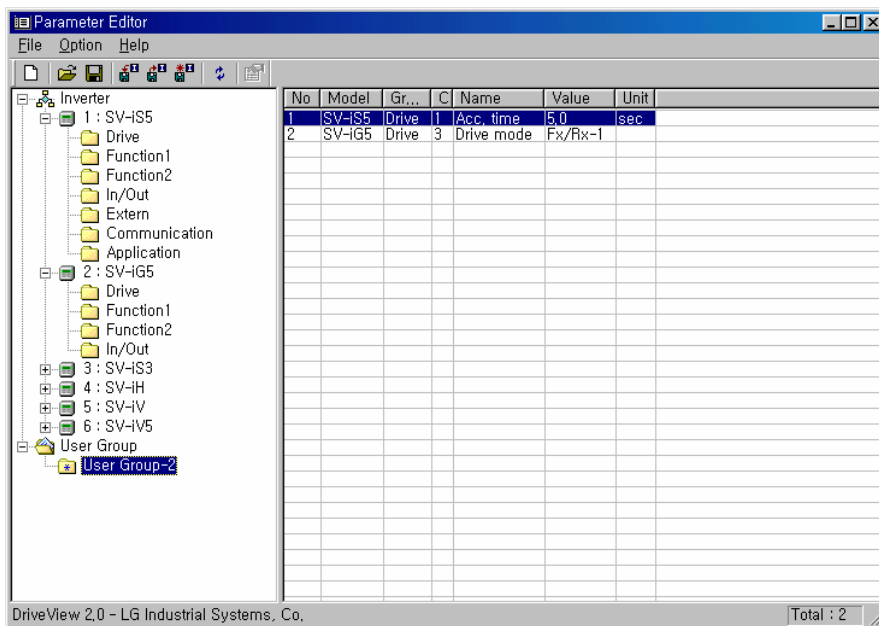 Parameter Editor
File Option Help
Inverter
1 : SV-iS5
Drive
Function1
Function2
In/Out
Extern
Communication
Application
2 : SV-iG5
Drive
Function1
Function2
In/Out
3 : SV-iS3
4 : SV-iH
5 : SV-iV
6 : SV-iV5
User Group
User Group-2
No Model Gr... C Name Value Unit
1 SV-iS5 Drive 1 Acc. time 5.0 sec
2 SV-iG5 Drive 3 Drive mode Fx/Rx-1
DriveView 2.0 - LG Industrial Systems, Co. Total : 2